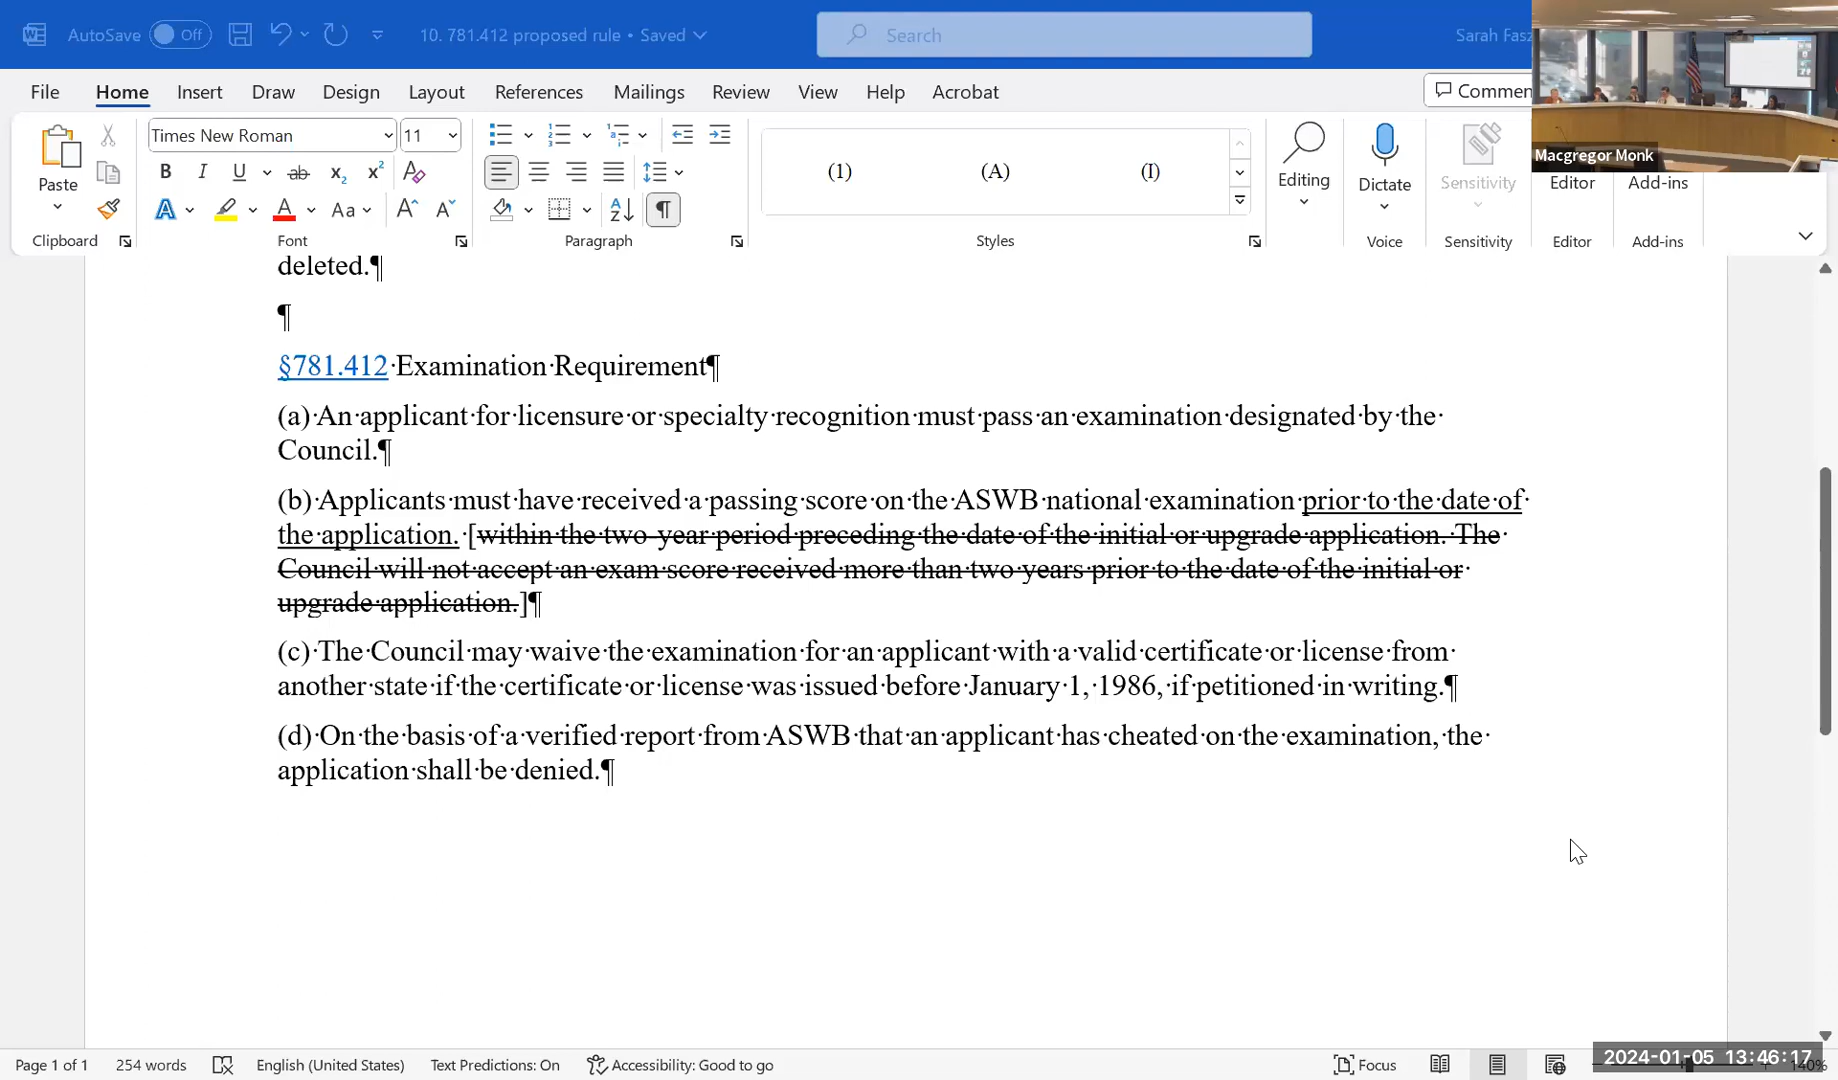 AutoSave Off 10. 781.412 proposed rule • Saved Search Sarah Fasz
File Home Insert Draw Design Layout References Mailings Review View Help Acrobat Commen
Macgregor Monk
Paste
Times New Roman 11
(1) (A) (I)
Editing Dictate Sensitivity Editor Add-ins
Clipboard Font Paragraph Styles Voice Sensitivity Editor Add-ins
deleted.¶
¶
§781.412·Examination·Requirement¶
(a)·An·applicant·for·licensure·or·specialty·recognition·must·pass·an·examination·designated·by·the·
Council.¶
(b)·Applicants·must·have·received·a·passing·score·on·the·ASWB·national·examination·prior·to·the·date·of·
the·application.·[within·the·two-year·period·preceding·the·date·of·the·initial·or·upgrade·application.·The·
Council·will·not·accept·an·exam·score·received·more·than·two·years·prior·to·the·date·of·the·initial·or·
upgrade·application.]¶
(c)·The·Council·may·waive·the·examination·for·an·applicant·with·a·valid·certificate·or·license·from·
another·state·if·the·certificate·or·license·was·issued·before·January·1,·1986,·if·petitioned·in·writing.¶
(d)·On·the·basis·of·a·verified·report·from·ASWB·that·an·applicant·has·cheated·on·the·examination,·the·
application·shall·be·denied.¶
Page 1 of 1 254 words English (United States) Text Predictions: On Accessibility: Good to go Focus 140%
2024-01-05 13:46:17